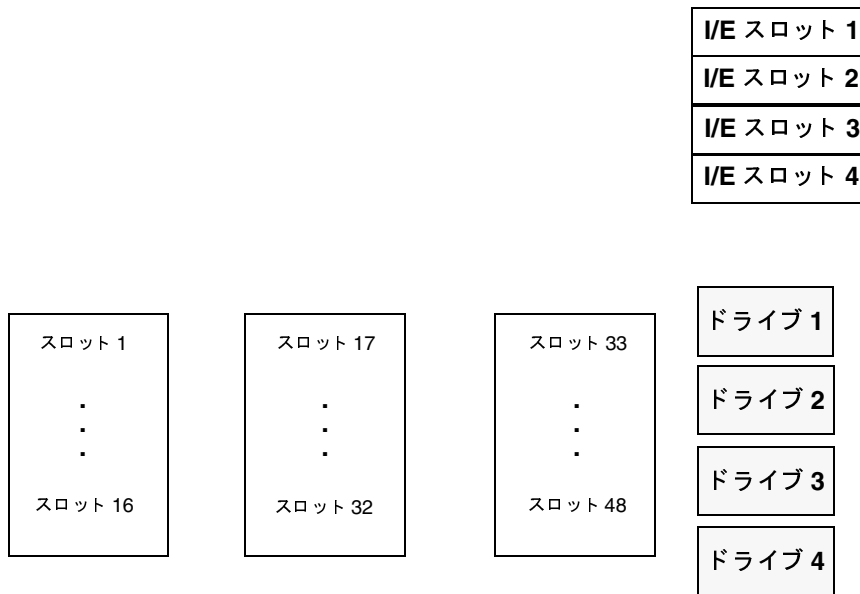 I/E スロット 1
I/E スロット 2
I/E スロット 3
I/E スロット 4
スロット 1
スロット 16
スロット 17
スロット 32
スロット 33
スロット 48
ドライブ 1
ドライブ 2
ドライブ 3
ドライブ 4